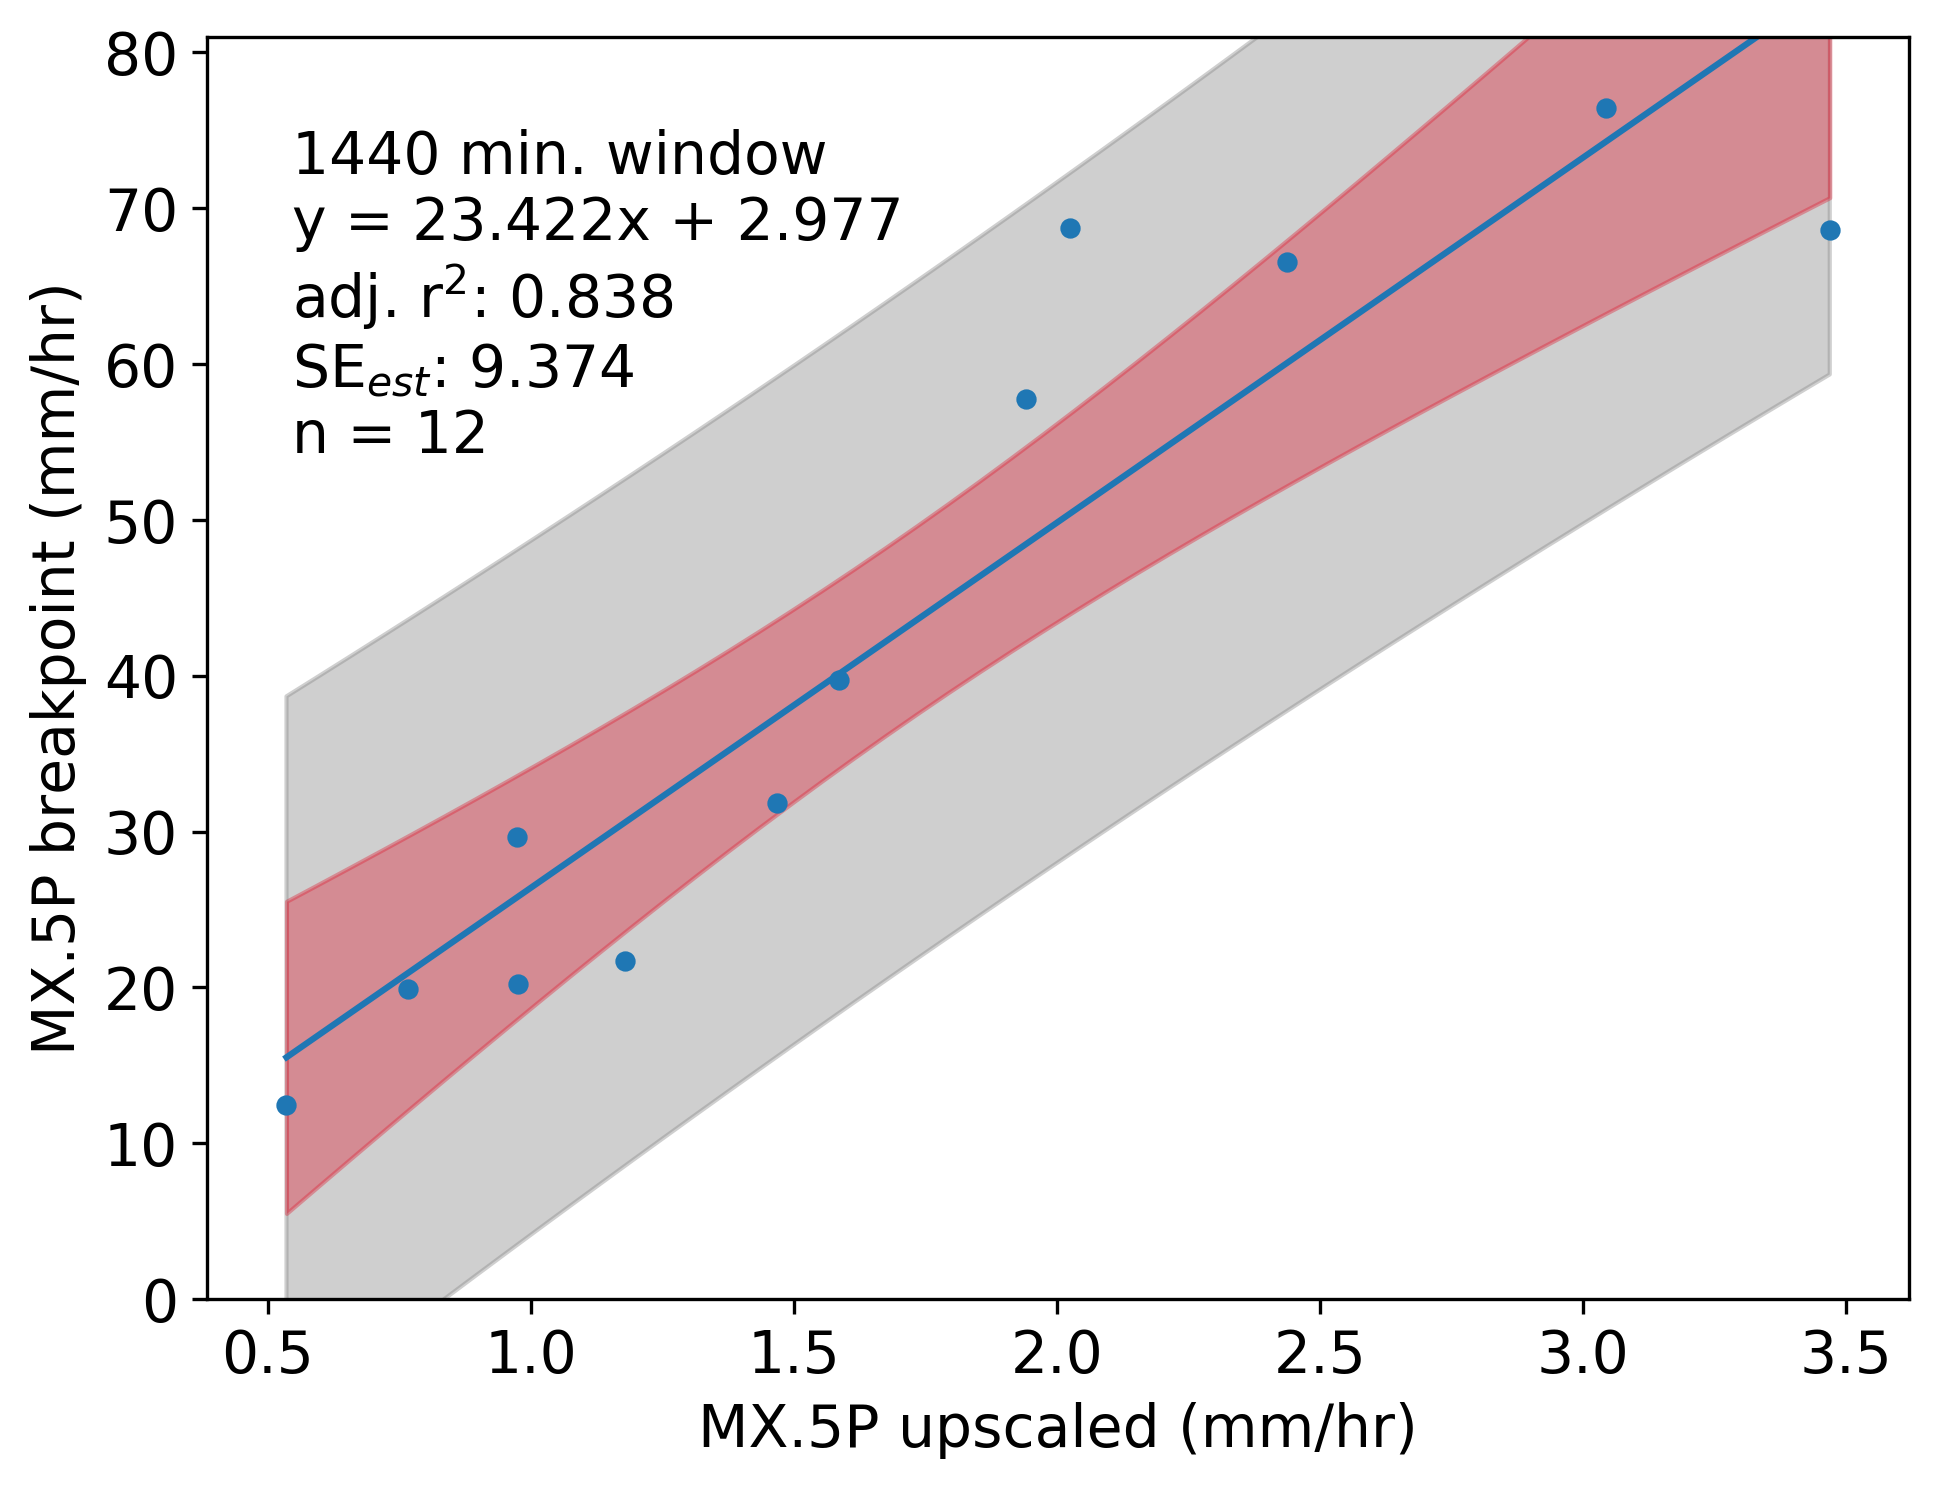 80
70
60
50
40
30
20
10
0
MX.5P breakpoint (mm/hr)
1440 min. window
y = 23.422x + 2.977
adj. r²: 0.838
SEest: 9.374
n = 12
0.5 1.0 1.5 2.0 2.5 3.0 3.5
MX.5P upscaled (mm/hr)